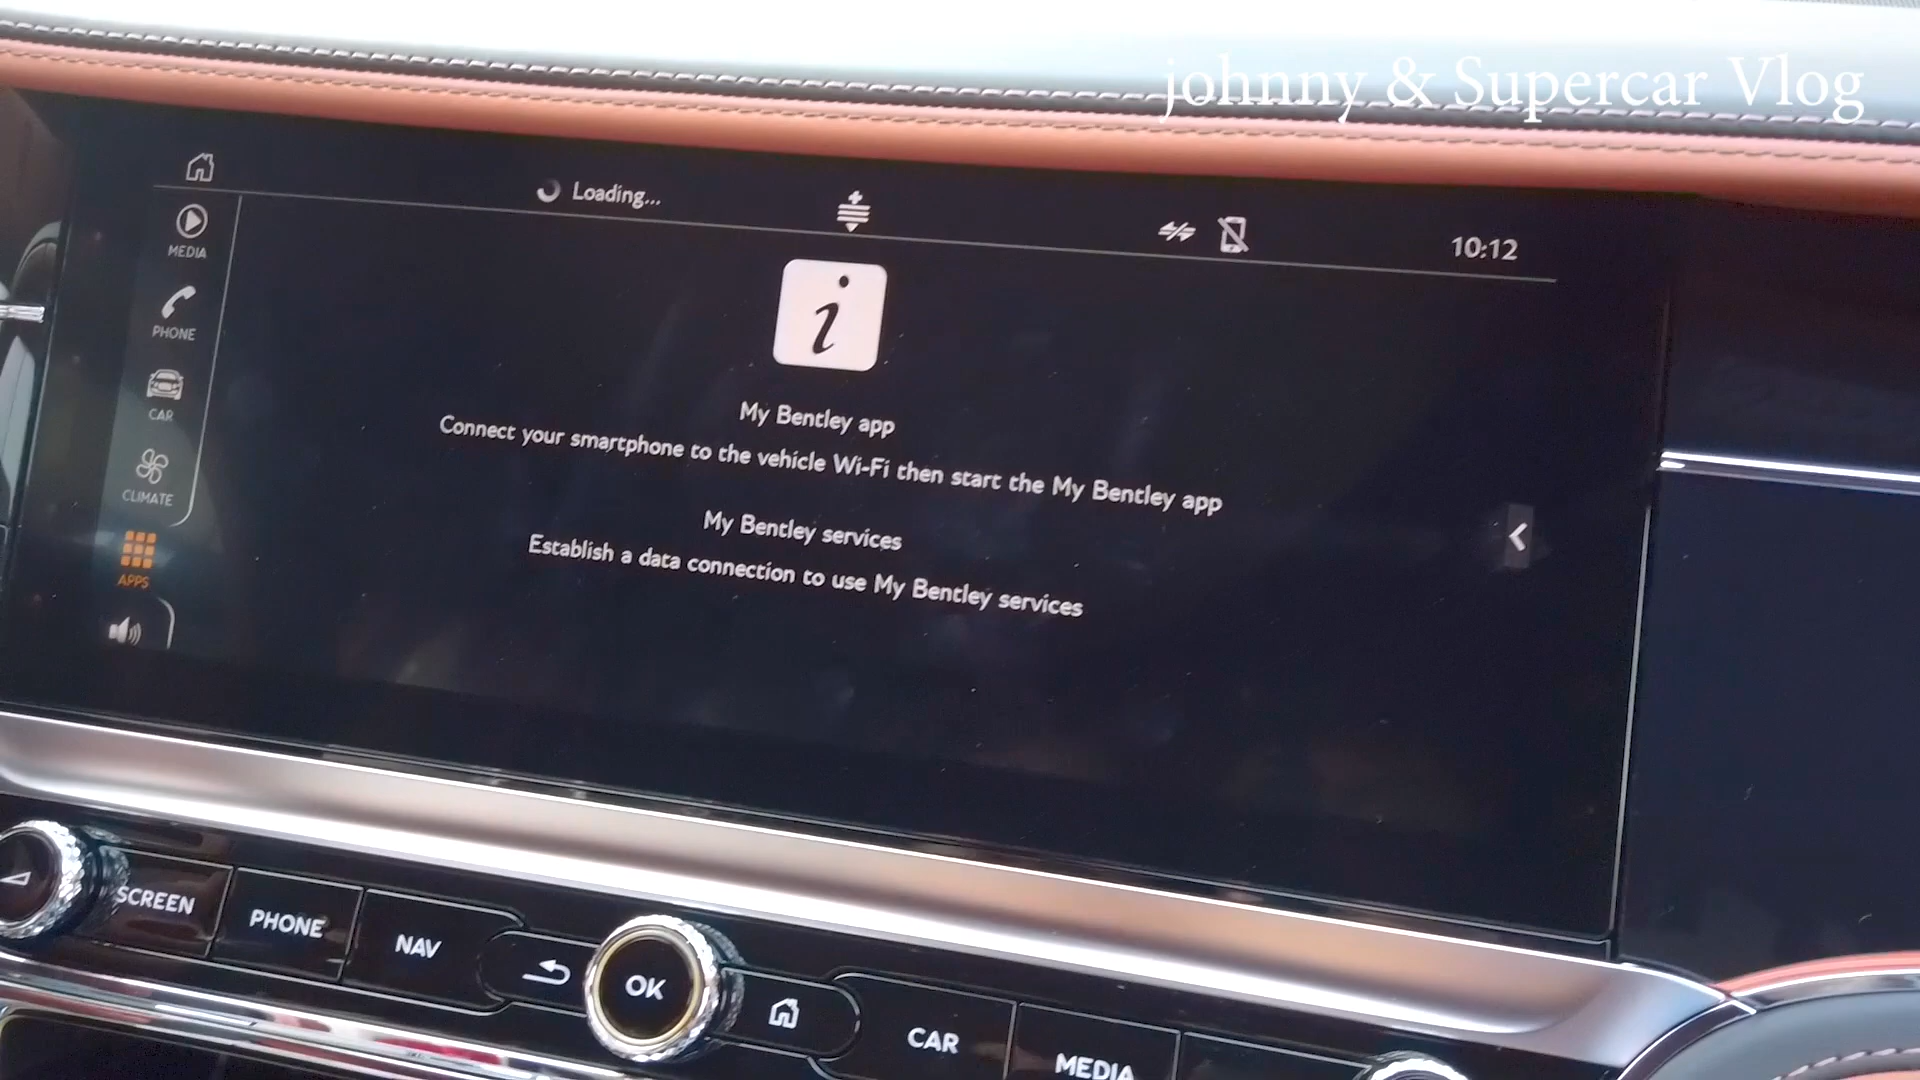 johnny & Supercar Vlog
Loading...
10:12
MEDIA
PHONE
CAR
CLIMATE
APPS
i
My Bentley app
Connect your smartphone to the vehicle Wi-Fi then start the My Bentley app
My Bentley services
Establish a data connection to use My Bentley services
SCREEN
PHONE
NAV
OK
CAR
MEDIA